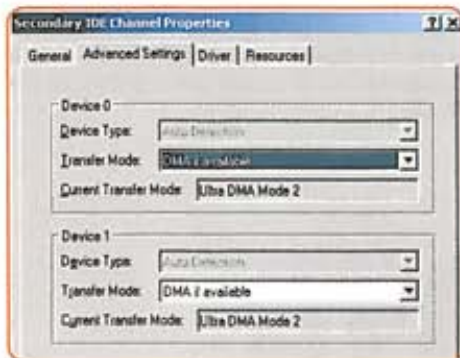 Secondary IDE Channel Properties
General Advanced Settings Driver Resources
Device 0
Device Type: Auto Detection
Transfer Mode: DMA if available
Current Transfer Mode: Ultra DMA Mode 2
Device 1
Device Type: Auto Detection
Transfer Mode: DMA if available
Current Transfer Mode: Ultra DMA Mode 2